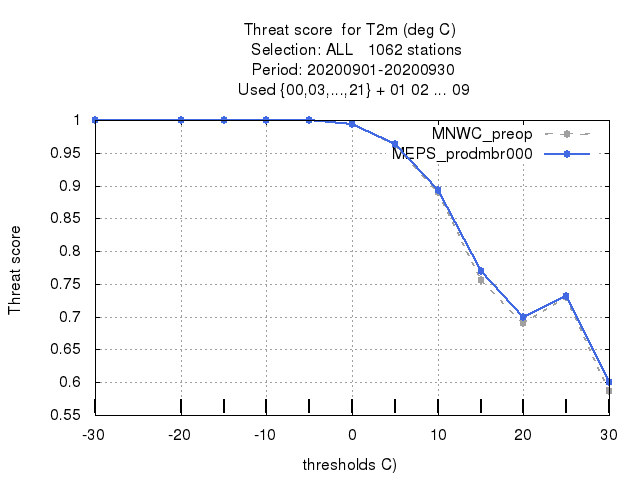 Threat score  for T2m (deg C)
Selection: ALL   1062 stations
Period: 20200901-20200930
Used {00,03,...,21} + 01 02 ... 09
MNWC_preop
MEPS_prodmbr000
1
0.95
0.9
0.85
0.8
0.75
0.7
0.65
0.6
0.55
Threat score
-30
-20
-10
0
10
20
30
thresholds C)